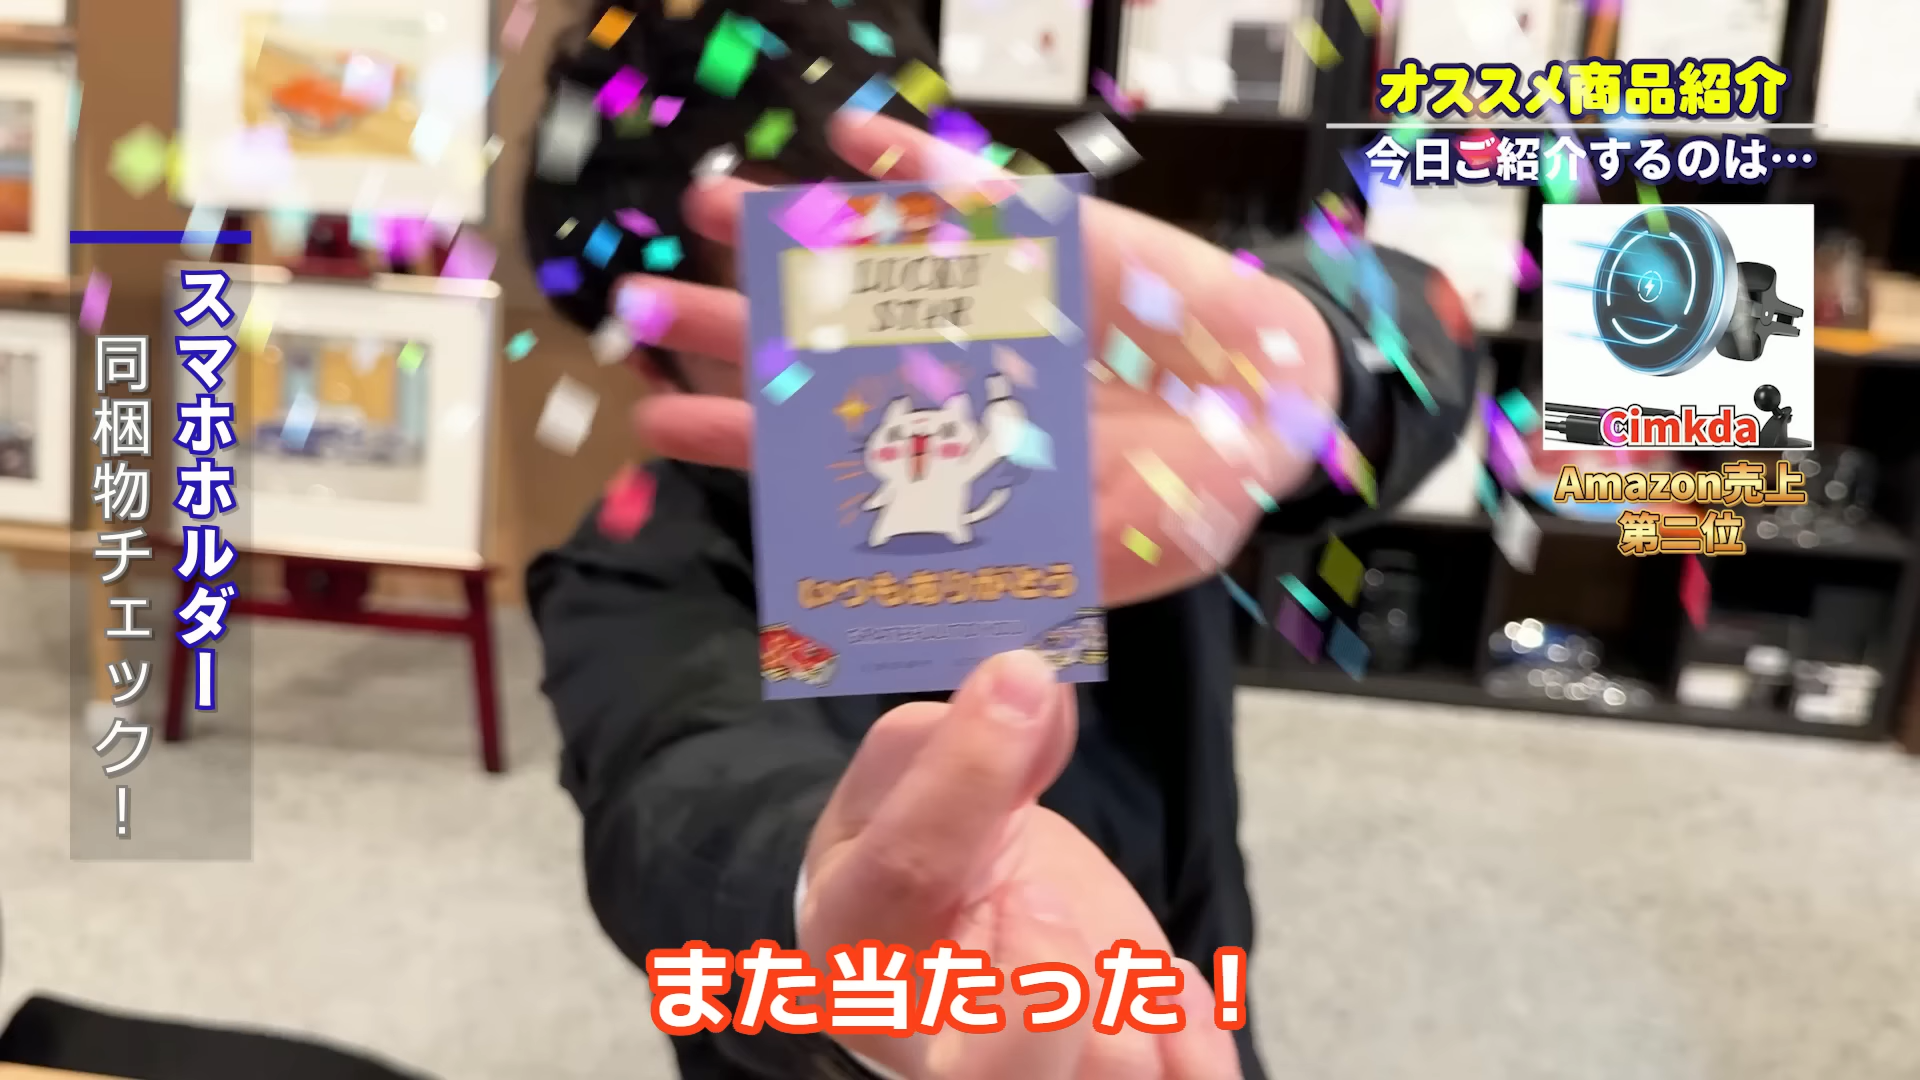 オススメ商品紹介
今日ご紹介するのは…
Cimkda
Amazon売上
第二位
スマホホルダー
同梱物チェック！
LUCKY
STAR
いつもありがとう
また当たった！